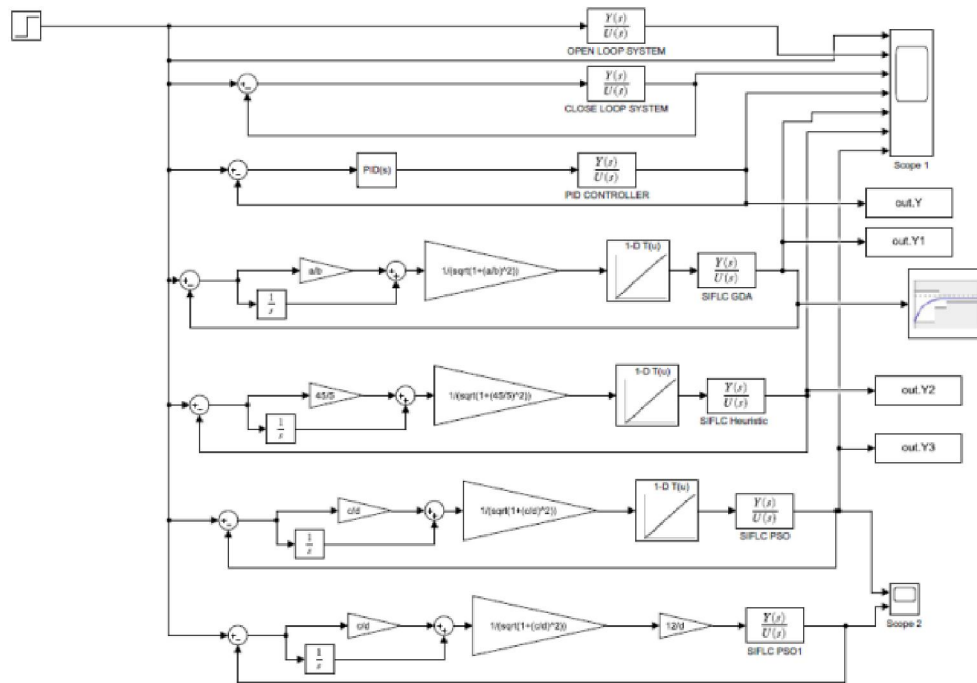 Y(s)
U(s)
OPEN LOOP SYSTEM
+
-
Y(s)
U(s)
CLOSE LOOP SYSTEM
Scope 1
+
-
PID(s)
Y(s)
U(s)
PID CONTROLLER
out.Y
out.Y1
+
-
a/b
+
+
1/(sqrt(1+(a/b)^2))
1-D T(u)
Y(s)
U(s)
SIFLC GDA
1
s
+
-
45/5
+
+
1/(sqrt(1+(45/5)^2))
1-D T(u)
Y(s)
U(s)
SIFLC Heuristic
1
s
out.Y2
out.Y3
+
-
c/d
+
+
1/(sqrt(1+(c/d)^2))
1-D T(u)
Y(s)
U(s)
SIFLC PSO
1
s
Scope 2
+
-
c/d
+
+
1/(sqrt(1+(c/d)^2))
12/d
Y(s)
U(s)
SIFLC PSO1
1
s